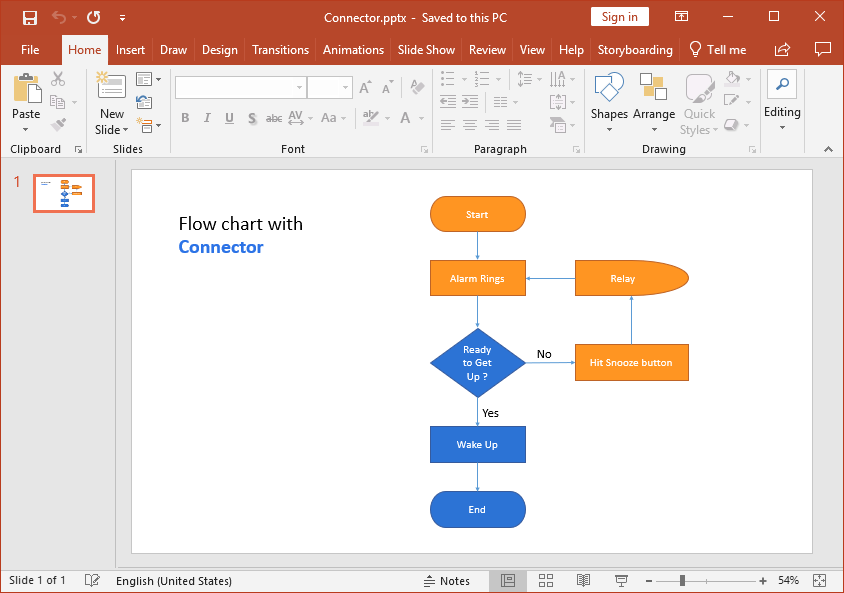 Connector.pptx - Saved to this PC
Sign in
File Home Insert Draw Design Transitions Animations Slide Show Review View Help Storyboarding Tell me
Paste
New
Slide
B I U S abc AV Aa ab A
A A A
Shapes Arrange Quick
Styles
Editing
Clipboard Slides Font Paragraph Drawing
1
Flow chart with
Connector
Start
Alarm Rings
Relay
Ready
to Get
Up ?
No
Hit Snooze button
Yes
Wake Up
End
Slide 1 of 1 English (United States) Notes 54%